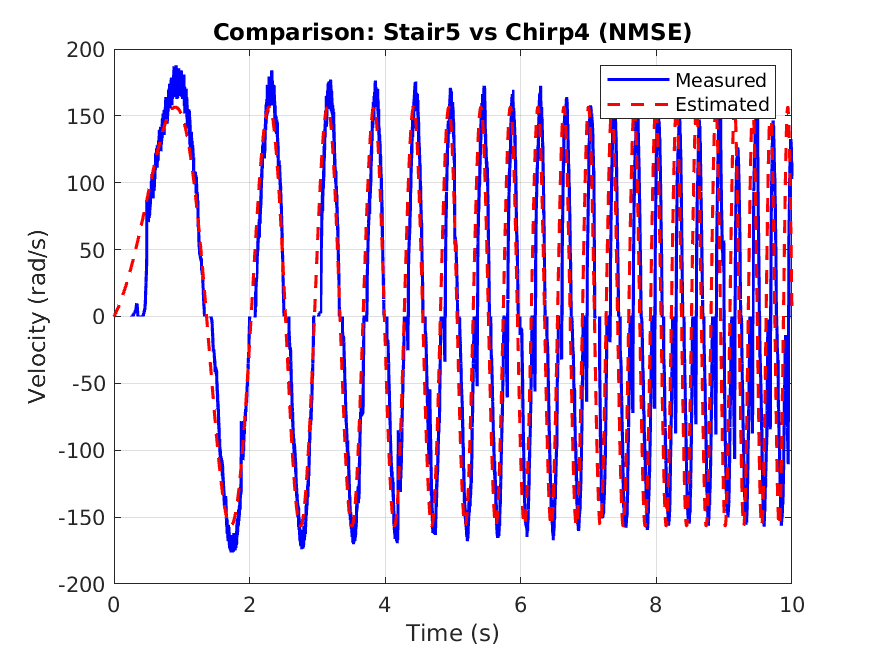 Comparison: Stair5 vs Chirp4 (NMSE)
Measured
Estimated
Velocity (rad/s)
200
150
100
50
0
-50
-100
-150
-200
0 2 4 6 8 10
Time (s)